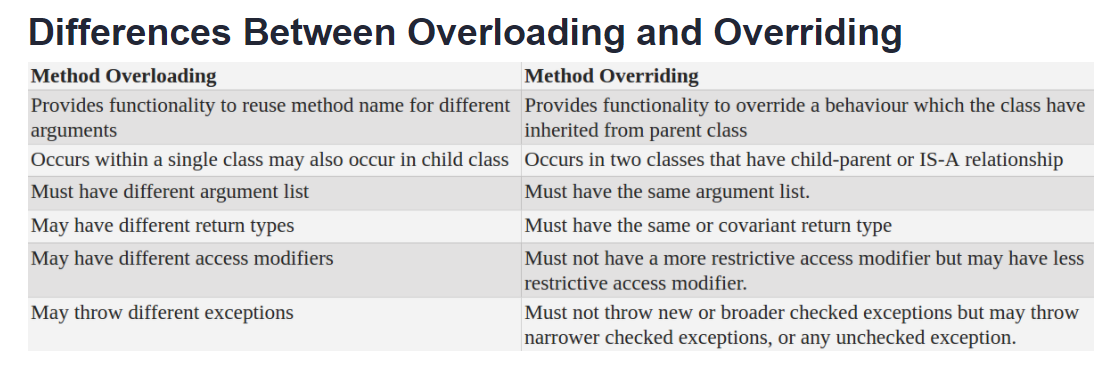 Differences Between Overloading and Overriding
Method Overloading
Method Overriding
Provides functionality to reuse method name for different
arguments
Provides functionality to override a behaviour which the class have
inherited from parent class
Occurs within a single class may also occur in child class
Occurs in two classes that have child-parent or IS-A relationship
Must have different argument list
Must have the same argument list.
May have different return types
Must have the same or covariant return type
May have different access modifiers
Must not have a more restrictive access modifier but may have less
restrictive access modifier.
May throw different exceptions
Must not throw new or broader checked exceptions but may throw
narrower checked exceptions, or any unchecked exception.